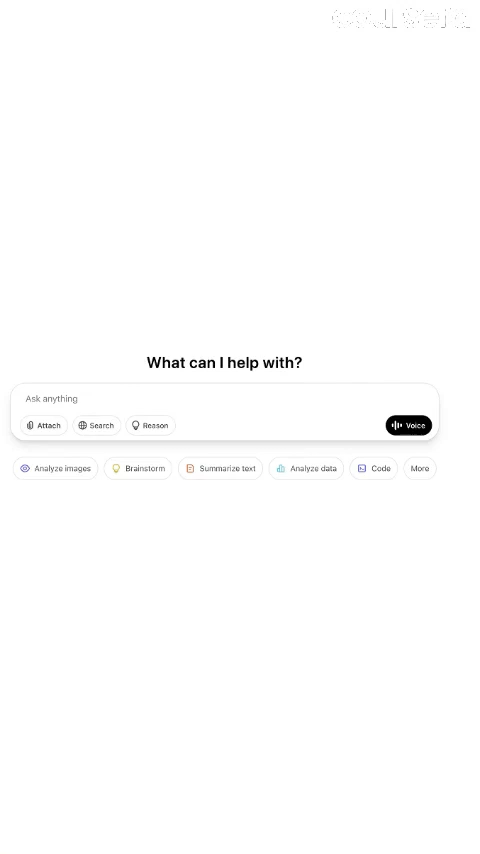 coursera
What can I help with?
Ask anything
Attach Search Reason Voice
Analyze images Brainstorm Summarize text Analyze data Code More